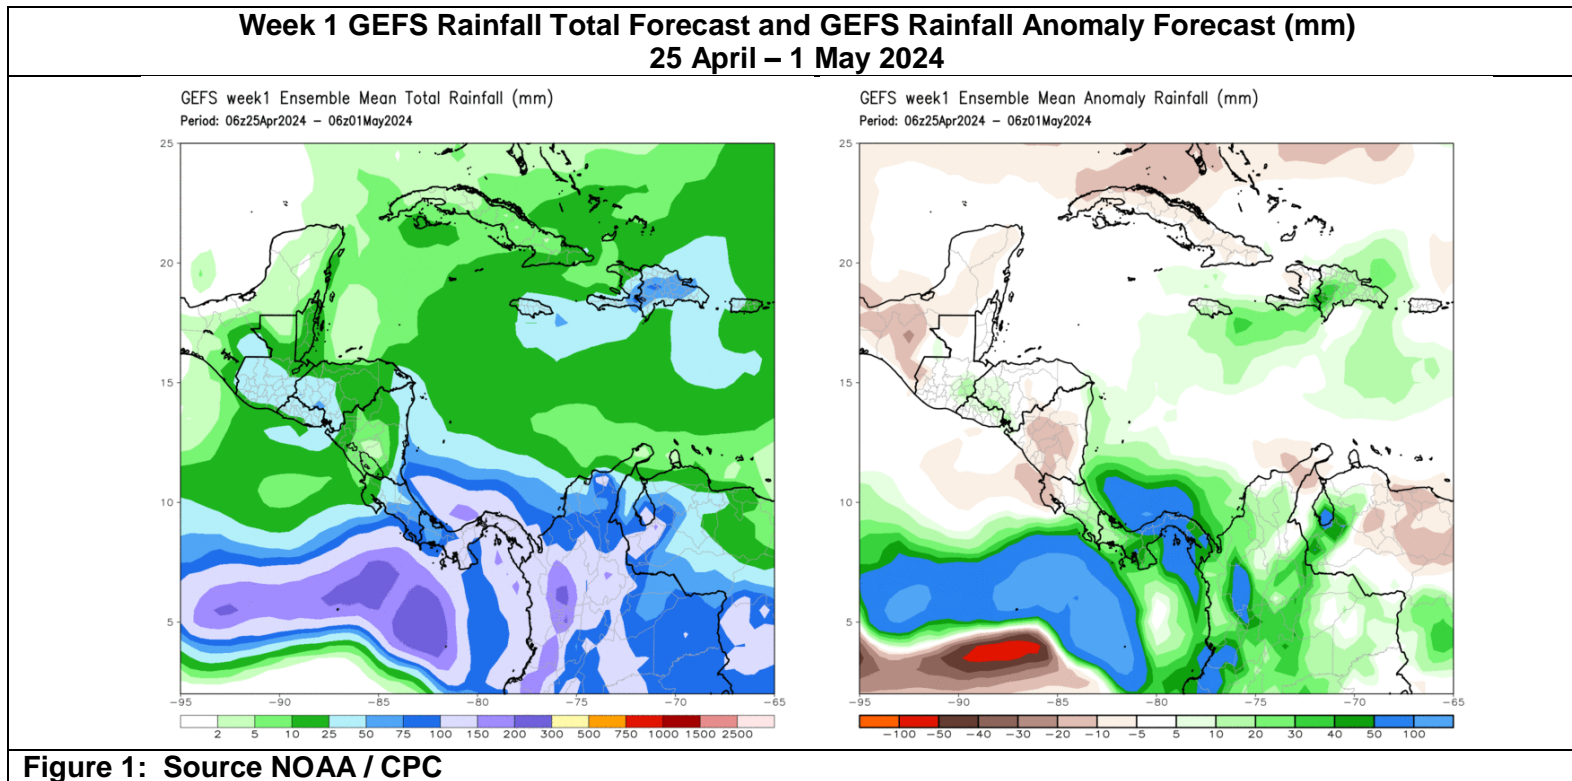 Week 1 GEFS Rainfall Total Forecast and GEFS Rainfall Anomaly Forecast (mm)
25 April – 1 May 2024
GEFS week1 Ensemble Mean Total Rainfall (mm)
Period: 06z25Apr2024 – 06z01May2024
25
20
15
10
5
−95 −90 −85 −80 −75 −70 −65
2 5 10 25 50 75 100 150 200 300 500 750 1000 1500 2500
GEFS week1 Ensemble Mean Anomaly Rainfall (mm)
Period: 06z25Apr2024 – 06z01May2024
25
20
15
10
5
−95 −90 −85 −80 −75 −70 −65
−100 −50 −40 −30 −20 −10 −5 5 10 20 30 40 50 100
Figure 1: Source NOAA / CPC